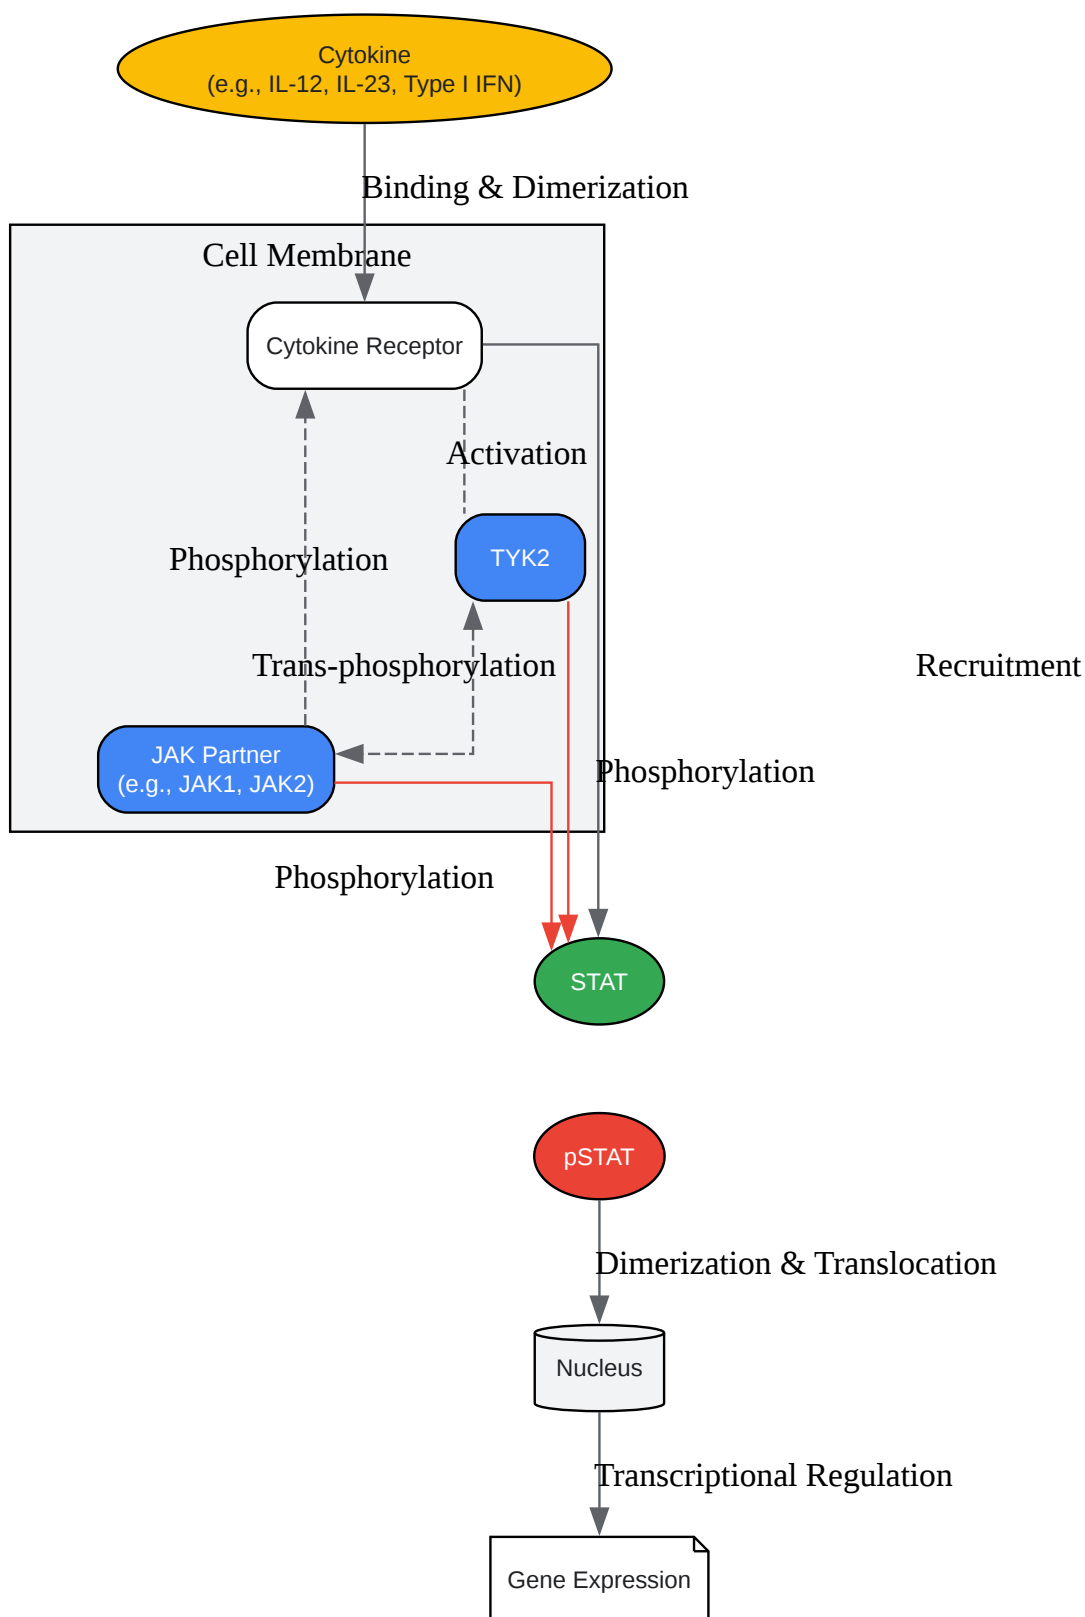 Cytokine
(e.g., IL-12, IL-23, Type I IFN)
Binding & Dimerization
Cell Membrane
Cytokine Receptor
Activation
Phosphorylation
TYK2
Trans-phosphorylation
Recruitment
JAK Partner
(e.g., JAK1, JAK2)
Phosphorylation
Phosphorylation
STAT
pSTAT
Dimerization & Translocation
Nucleus
Transcriptional Regulation
Gene Expression